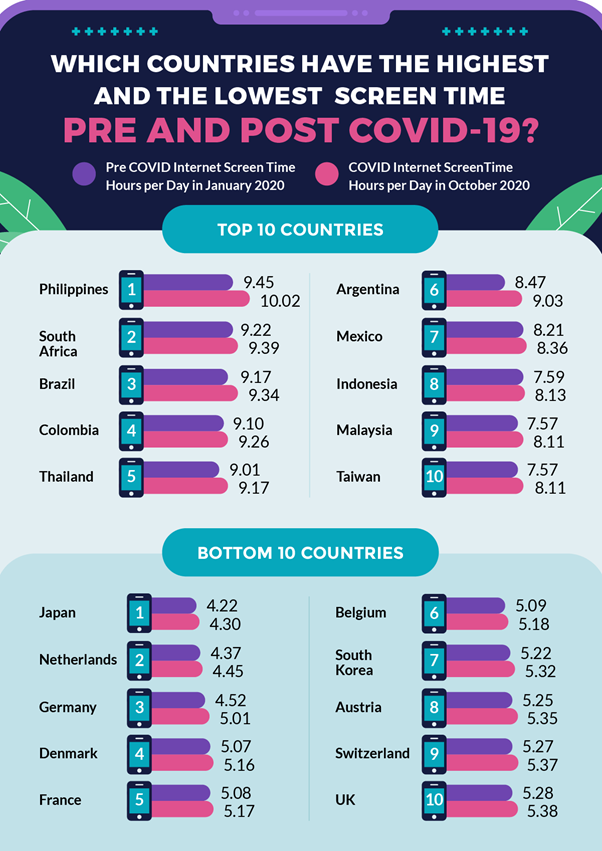 WHICH COUNTRIES HAVE THE HIGHEST
AND THE LOWEST SCREEN TIME
PRE AND POST COVID-19?
Pre COVID Internet Screen Time
Hours per Day in January 2020
COVID Internet ScreenTime
Hours per Day in October 2020
TOP 10 COUNTRIES
Philippines 1 9.45
10.02
South
Africa 2 9.22
9.39
Brazil 3 9.17
9.34
Colombia 4 9.10
9.26
Thailand 5 9.01
9.17
Argentina 6 8.47
9.03
Mexico 7 8.21
8.36
Indonesia 8 7.59
8.13
Malaysia 9 7.57
8.11
Taiwan 10 7.57
8.11
BOTTOM 10 COUNTRIES
Japan 1 4.22
4.30
Netherlands 2 4.37
4.45
Germany 3 4.52
5.01
Denmark 4 5.07
5.16
France 5 5.08
5.17
Belgium 6 5.09
5.18
South
Korea 7 5.22
5.32
Austria 8 5.25
5.35
Switzerland 9 5.27
5.37
UK 10 5.28
5.38